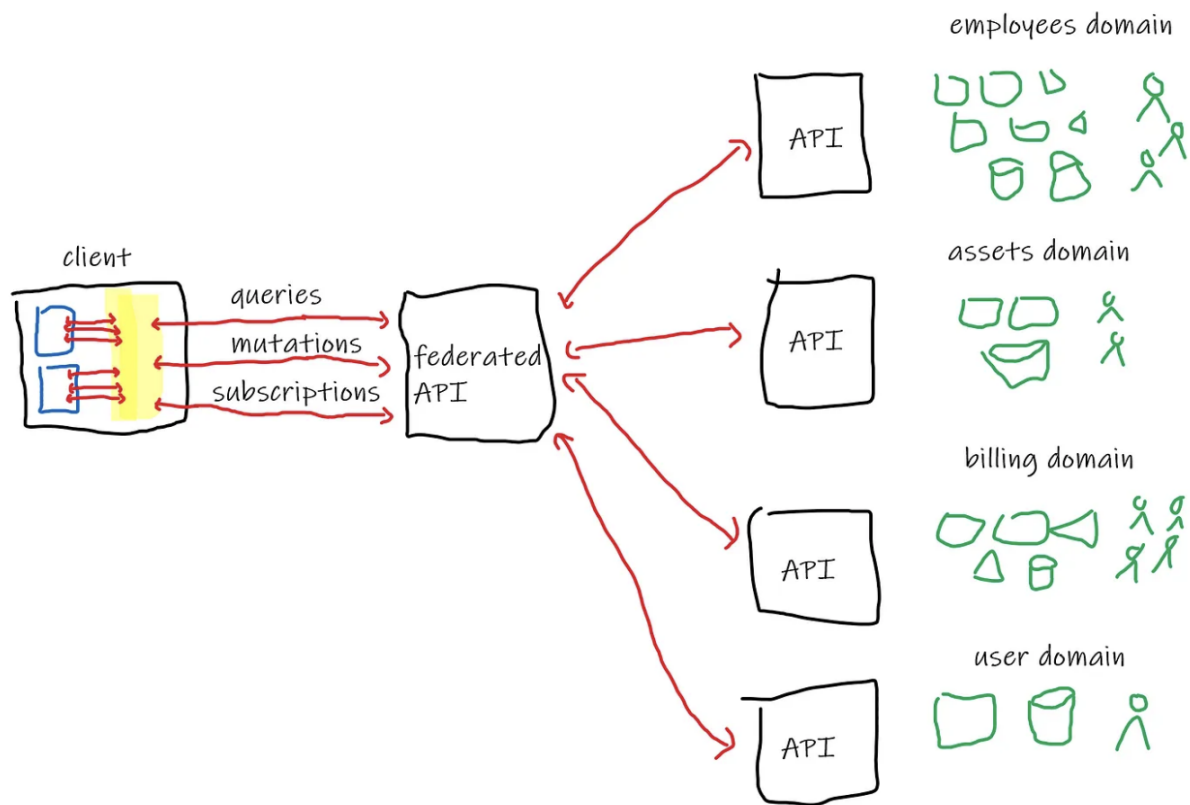 employees domain
API
assets domain
client
queries
mutations
subscriptions
federated
API
API
billing domain
API
user domain
API